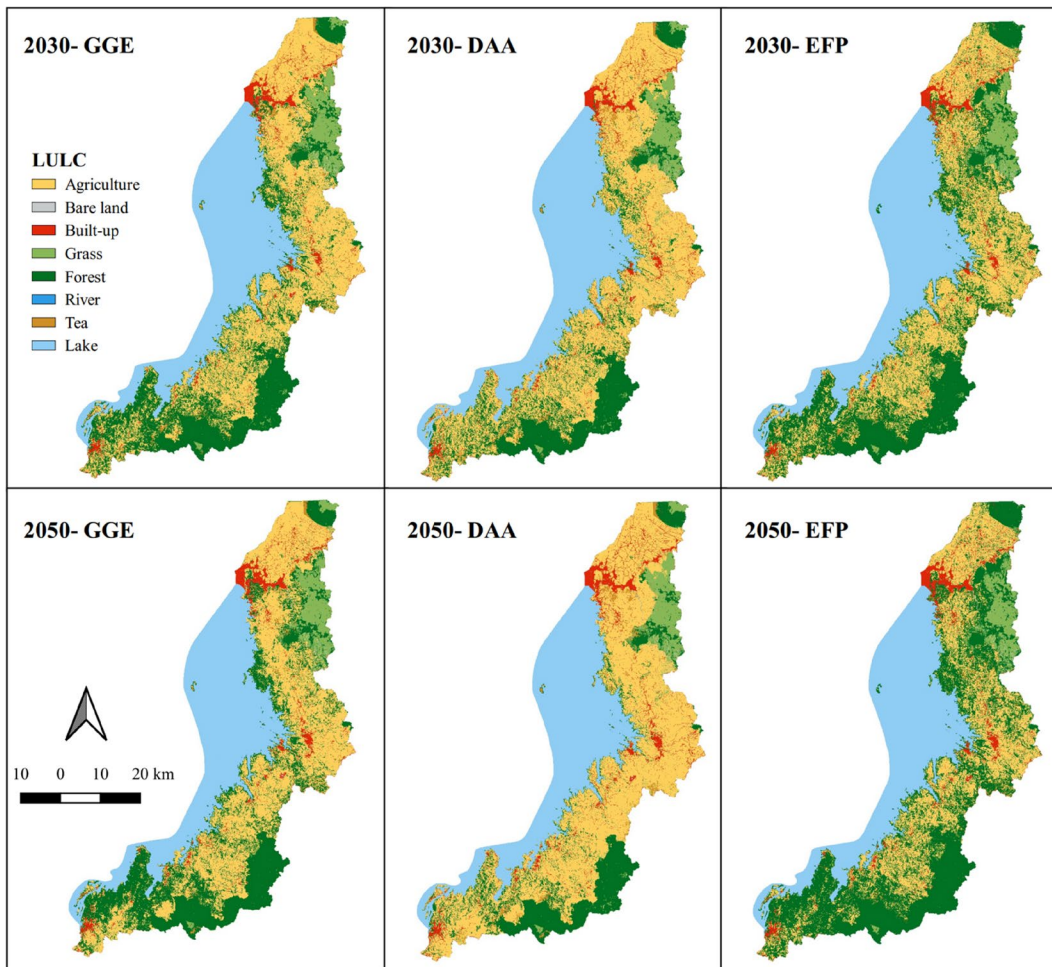 2030- GGE
2030- DAA
2030- EFP
LULC
Agriculture
Bare land
Built-up
Grass
Forest
River
Tea
Lake
2050- GGE
2050- DAA
2050- EFP
10 0 10 20 km